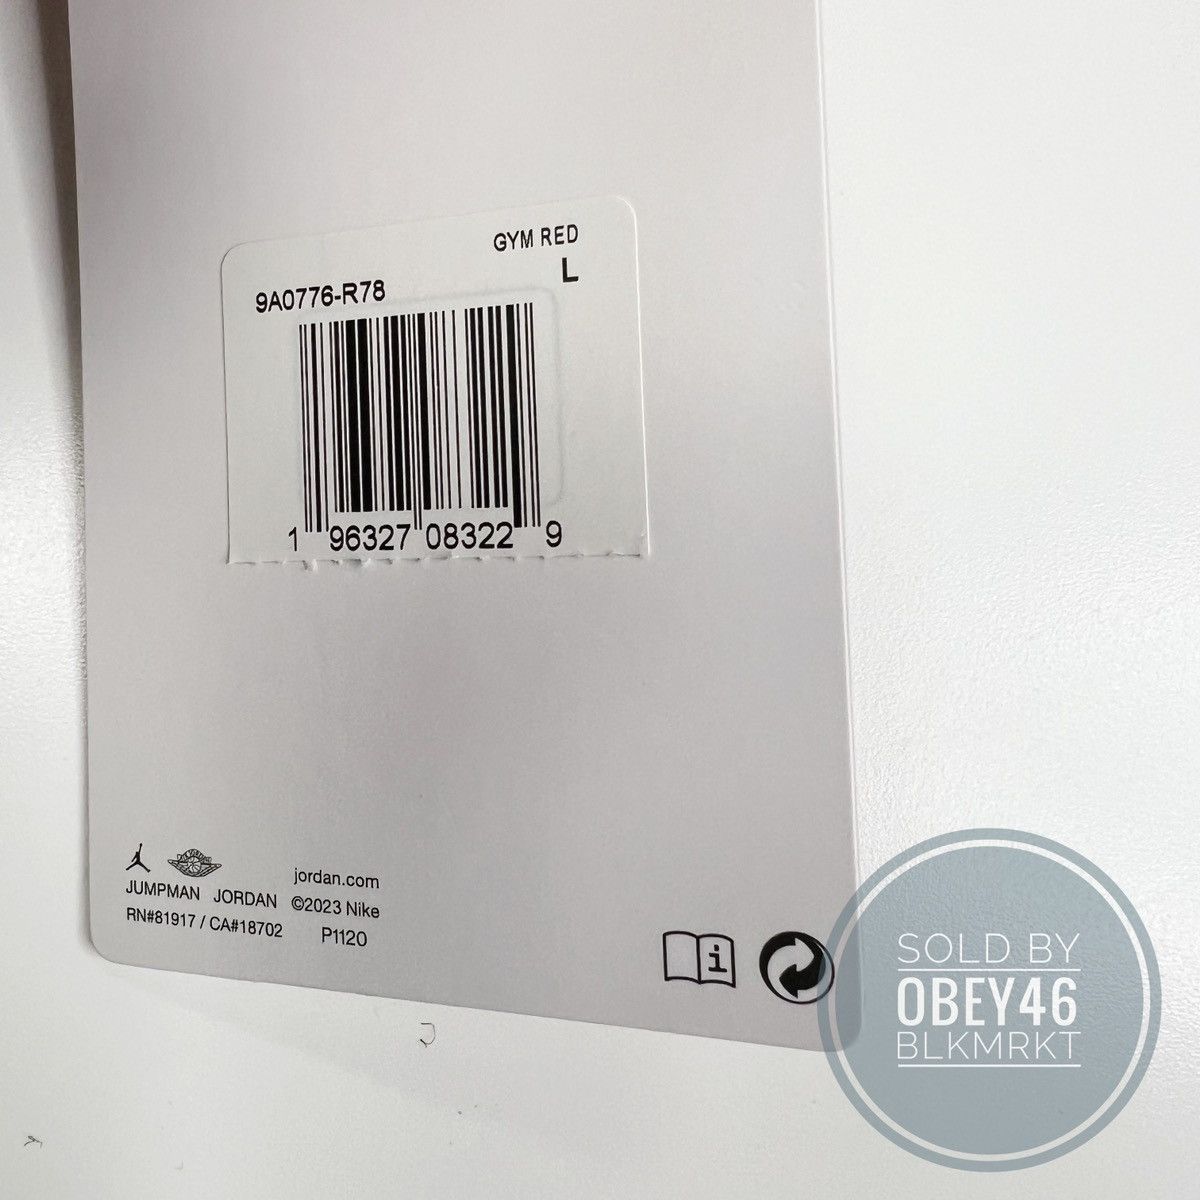 GYM RED
L
9A0776-R78
1 96327 08322 9
JUMPMAN JORDAN
RN#81917 / CA#18702
jordan.com
©2023 Nike
P1120
i
SOLD BY
OBEY46
BLKMRKT